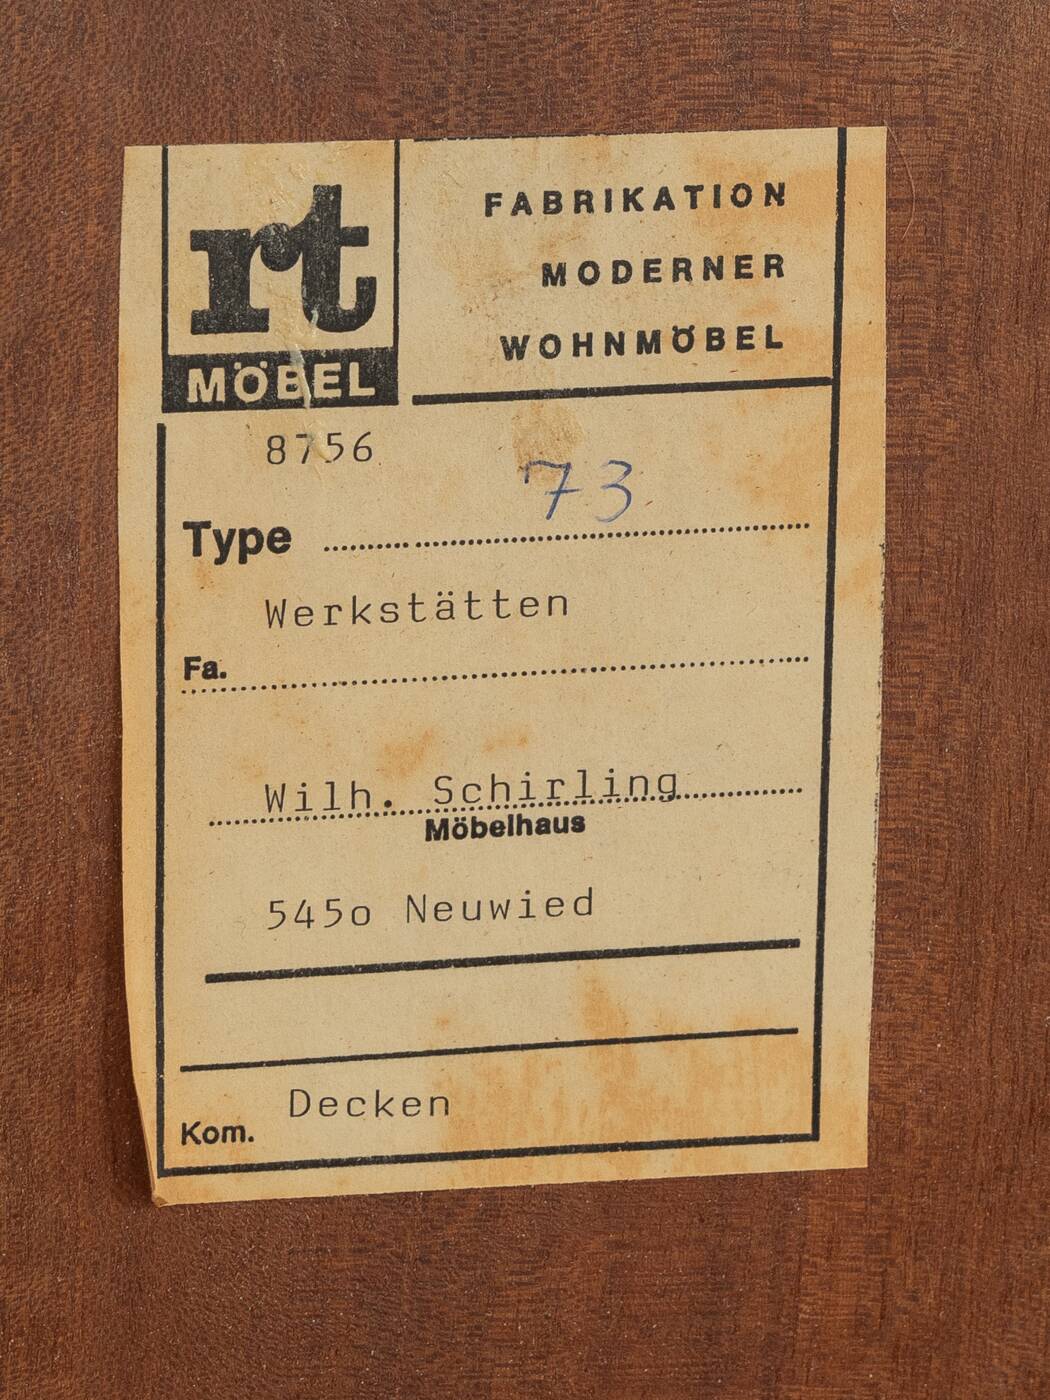 rt
MÖBEL
FABRIKATION
MODERNER
WOHNMÖBEL
8756
Type 73
Werkstätten
Fa.
Wilh. Schirling
Möbelhaus
545o Neuwied
Decken
Kom.